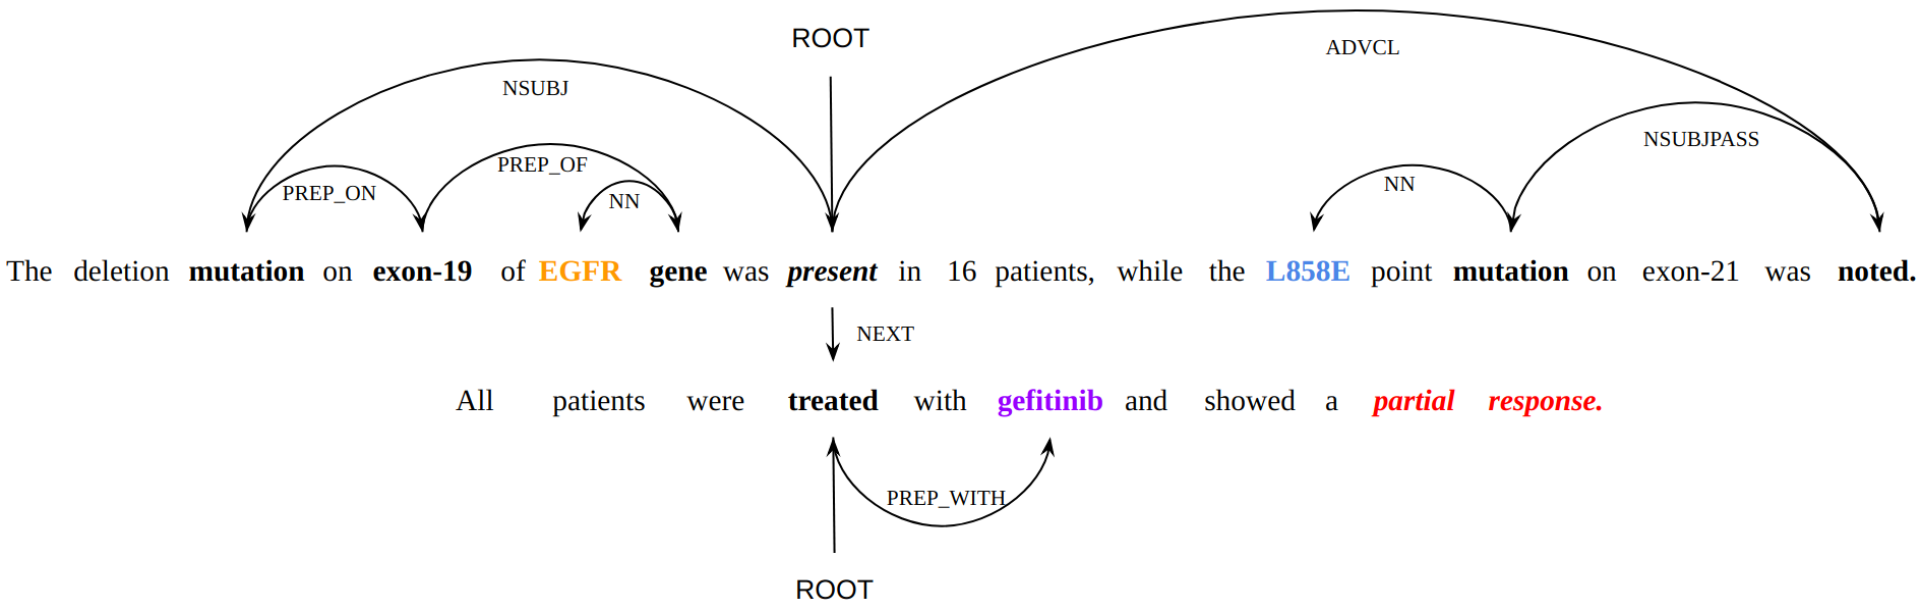 ROOT
ADVCL
NSUBJ
NSUBJPASS
PREP_OF
NN
PREP_ON
NN
The deletion mutation on exon-19 of EGFR gene was present in 16 patients, while the L858E point mutation on exon-21 was noted.
NEXT
All patients were treated with gefitinib and showed a partial response.
PREP_WITH
ROOT